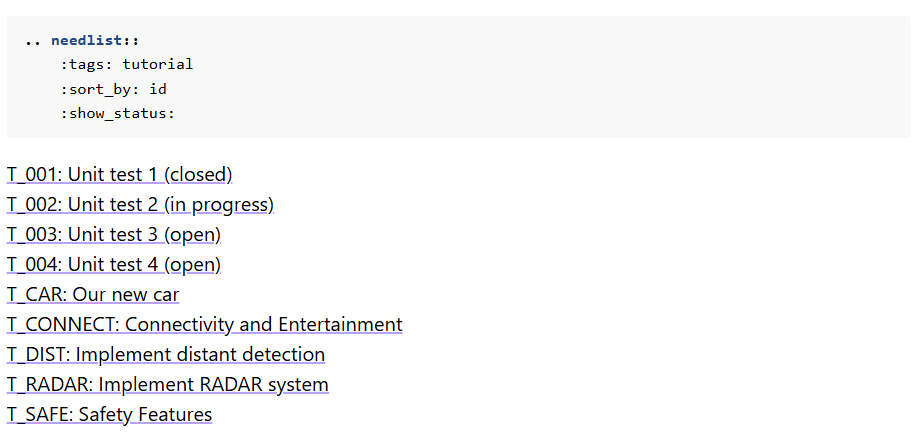 .. needlist::
    :tags: tutorial
    :sort_by: id
    :show_status:
T_001: Unit test 1 (closed)
T_002: Unit test 2 (in progress)
T_003: Unit test 3 (open)
T_004: Unit test 4 (open)
T_CAR: Our new car
T_CONNECT: Connectivity and Entertainment
T_DIST: Implement distant detection
T_RADAR: Implement RADAR system
T_SAFE: Safety Features